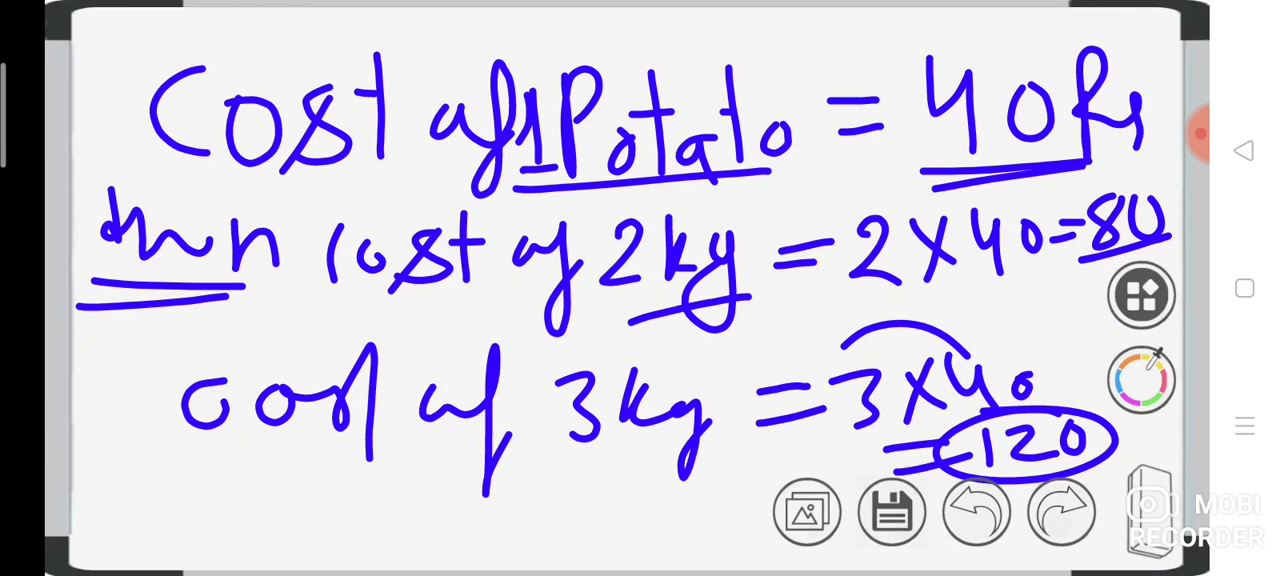 Cost of 1 Potato = 40 Rs
then cost of 2 kg = 2 × 40 = 80
cost of 3 kg = 3 × 40
= 120
MOBI
RECORDER